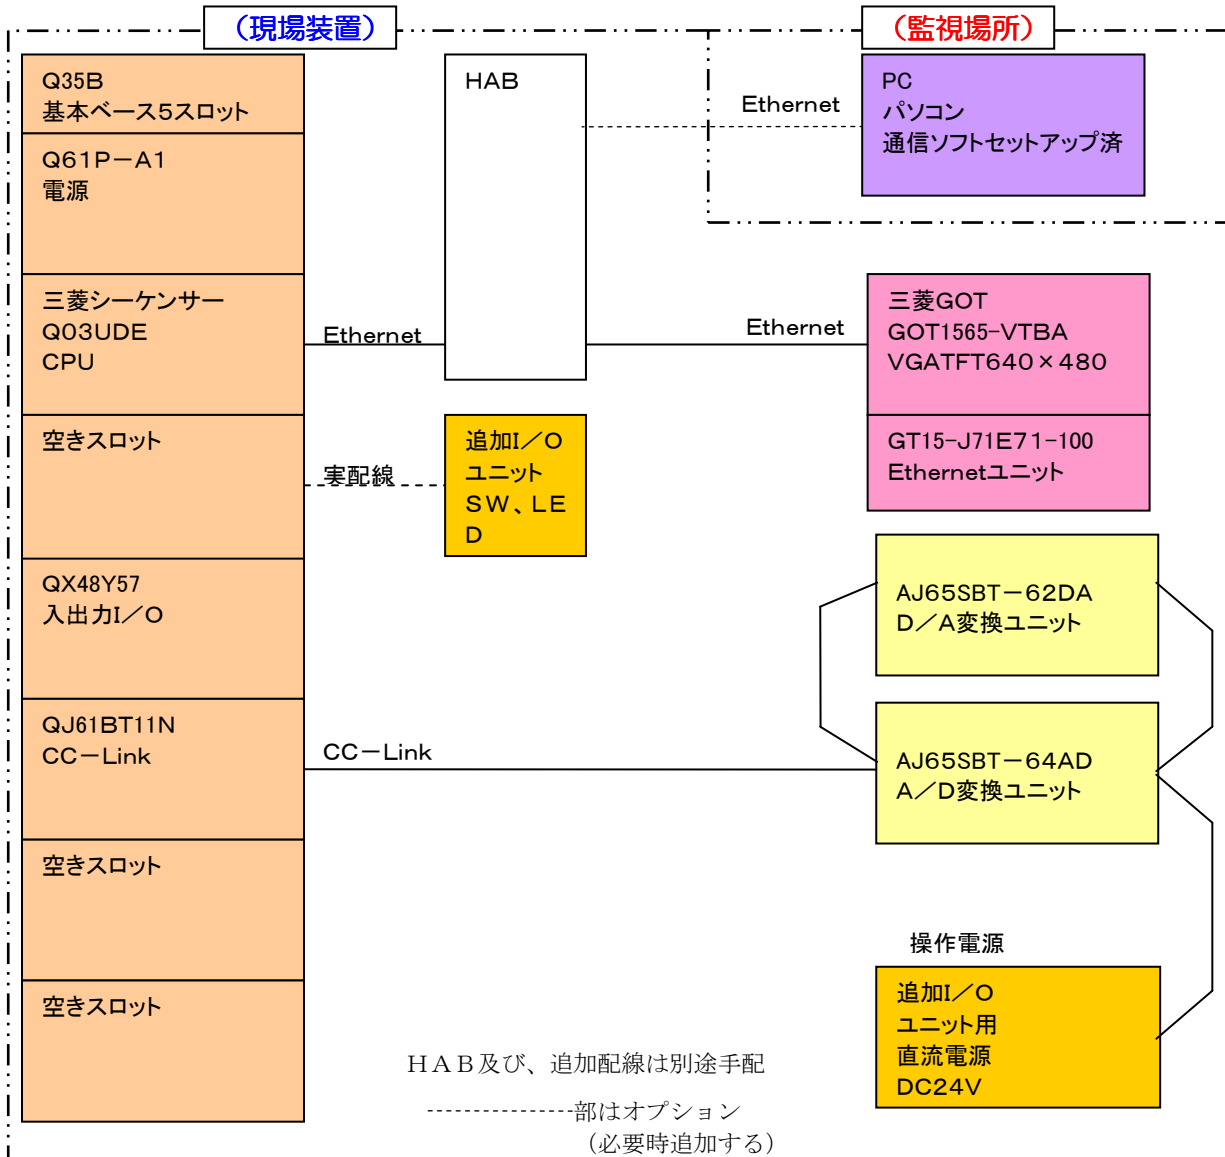 （現場装置）
（監視場所）
Q35B
基本ベース5スロット
Q61P－A1
電源
三菱シーケンサー
Q03UDE
CPU
空きスロット
QX48Y57
入出力I／O
QJ61BT11N
CC－Link
空きスロット
空きスロット
HAB
Ethernet
Ethernet
Ethernet
実配線
CC－Link
追加I／O
ユニット
SW、LE
D
PC
パソコン
通信ソフトセットアップ済
三菱GOT
GOT1565-VTBA
VGATFT640×480
GT15-J71E71-100
Ethernetユニット
AJ65SBT－62DA
D／A変換ユニット
AJ65SBT－64AD
A／D変換ユニット
操作電源
追加I／O
ユニット用
直流電源
DC24V
ＨＡＢ及び、追加配線は別途手配
---------------部はオプション
（必要時追加する）